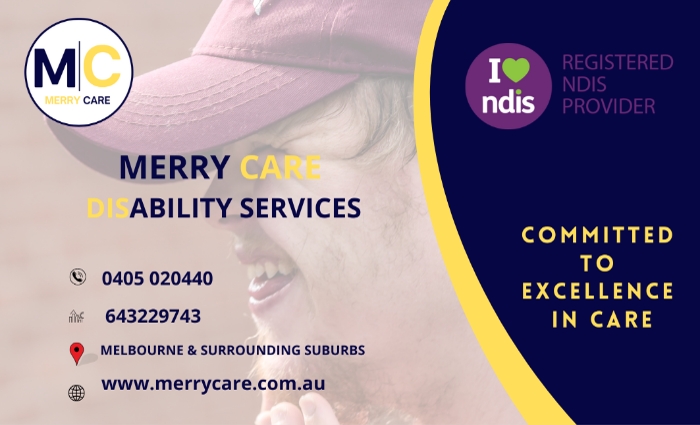 M|C
MERRY CARE
MERRY CARE
DISABILITY SERVICES
0405 020440
643229743
MELBOURNE & SURROUNDING SUBURBS
www.merrycare.com.au
I
ndis
REGISTERED
NDIS
PROVIDER
COMMITTED
TO
EXCELLENCE
IN CARE